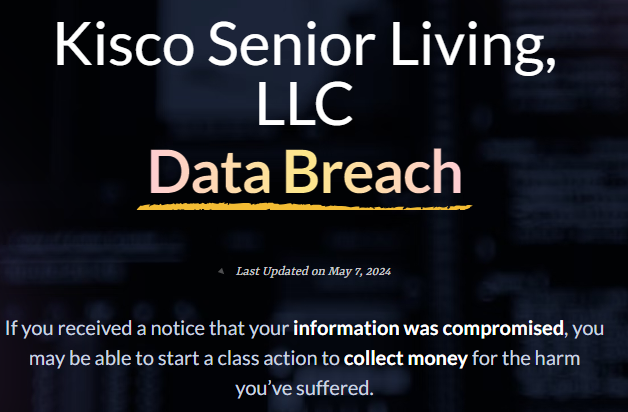 Kisco Senior Living,
LLC
Data Breach
Last Updated on May 7, 2024
If you received a notice that your information was compromised, you
may be able to start a class action to collect money for the harm
you've suffered.